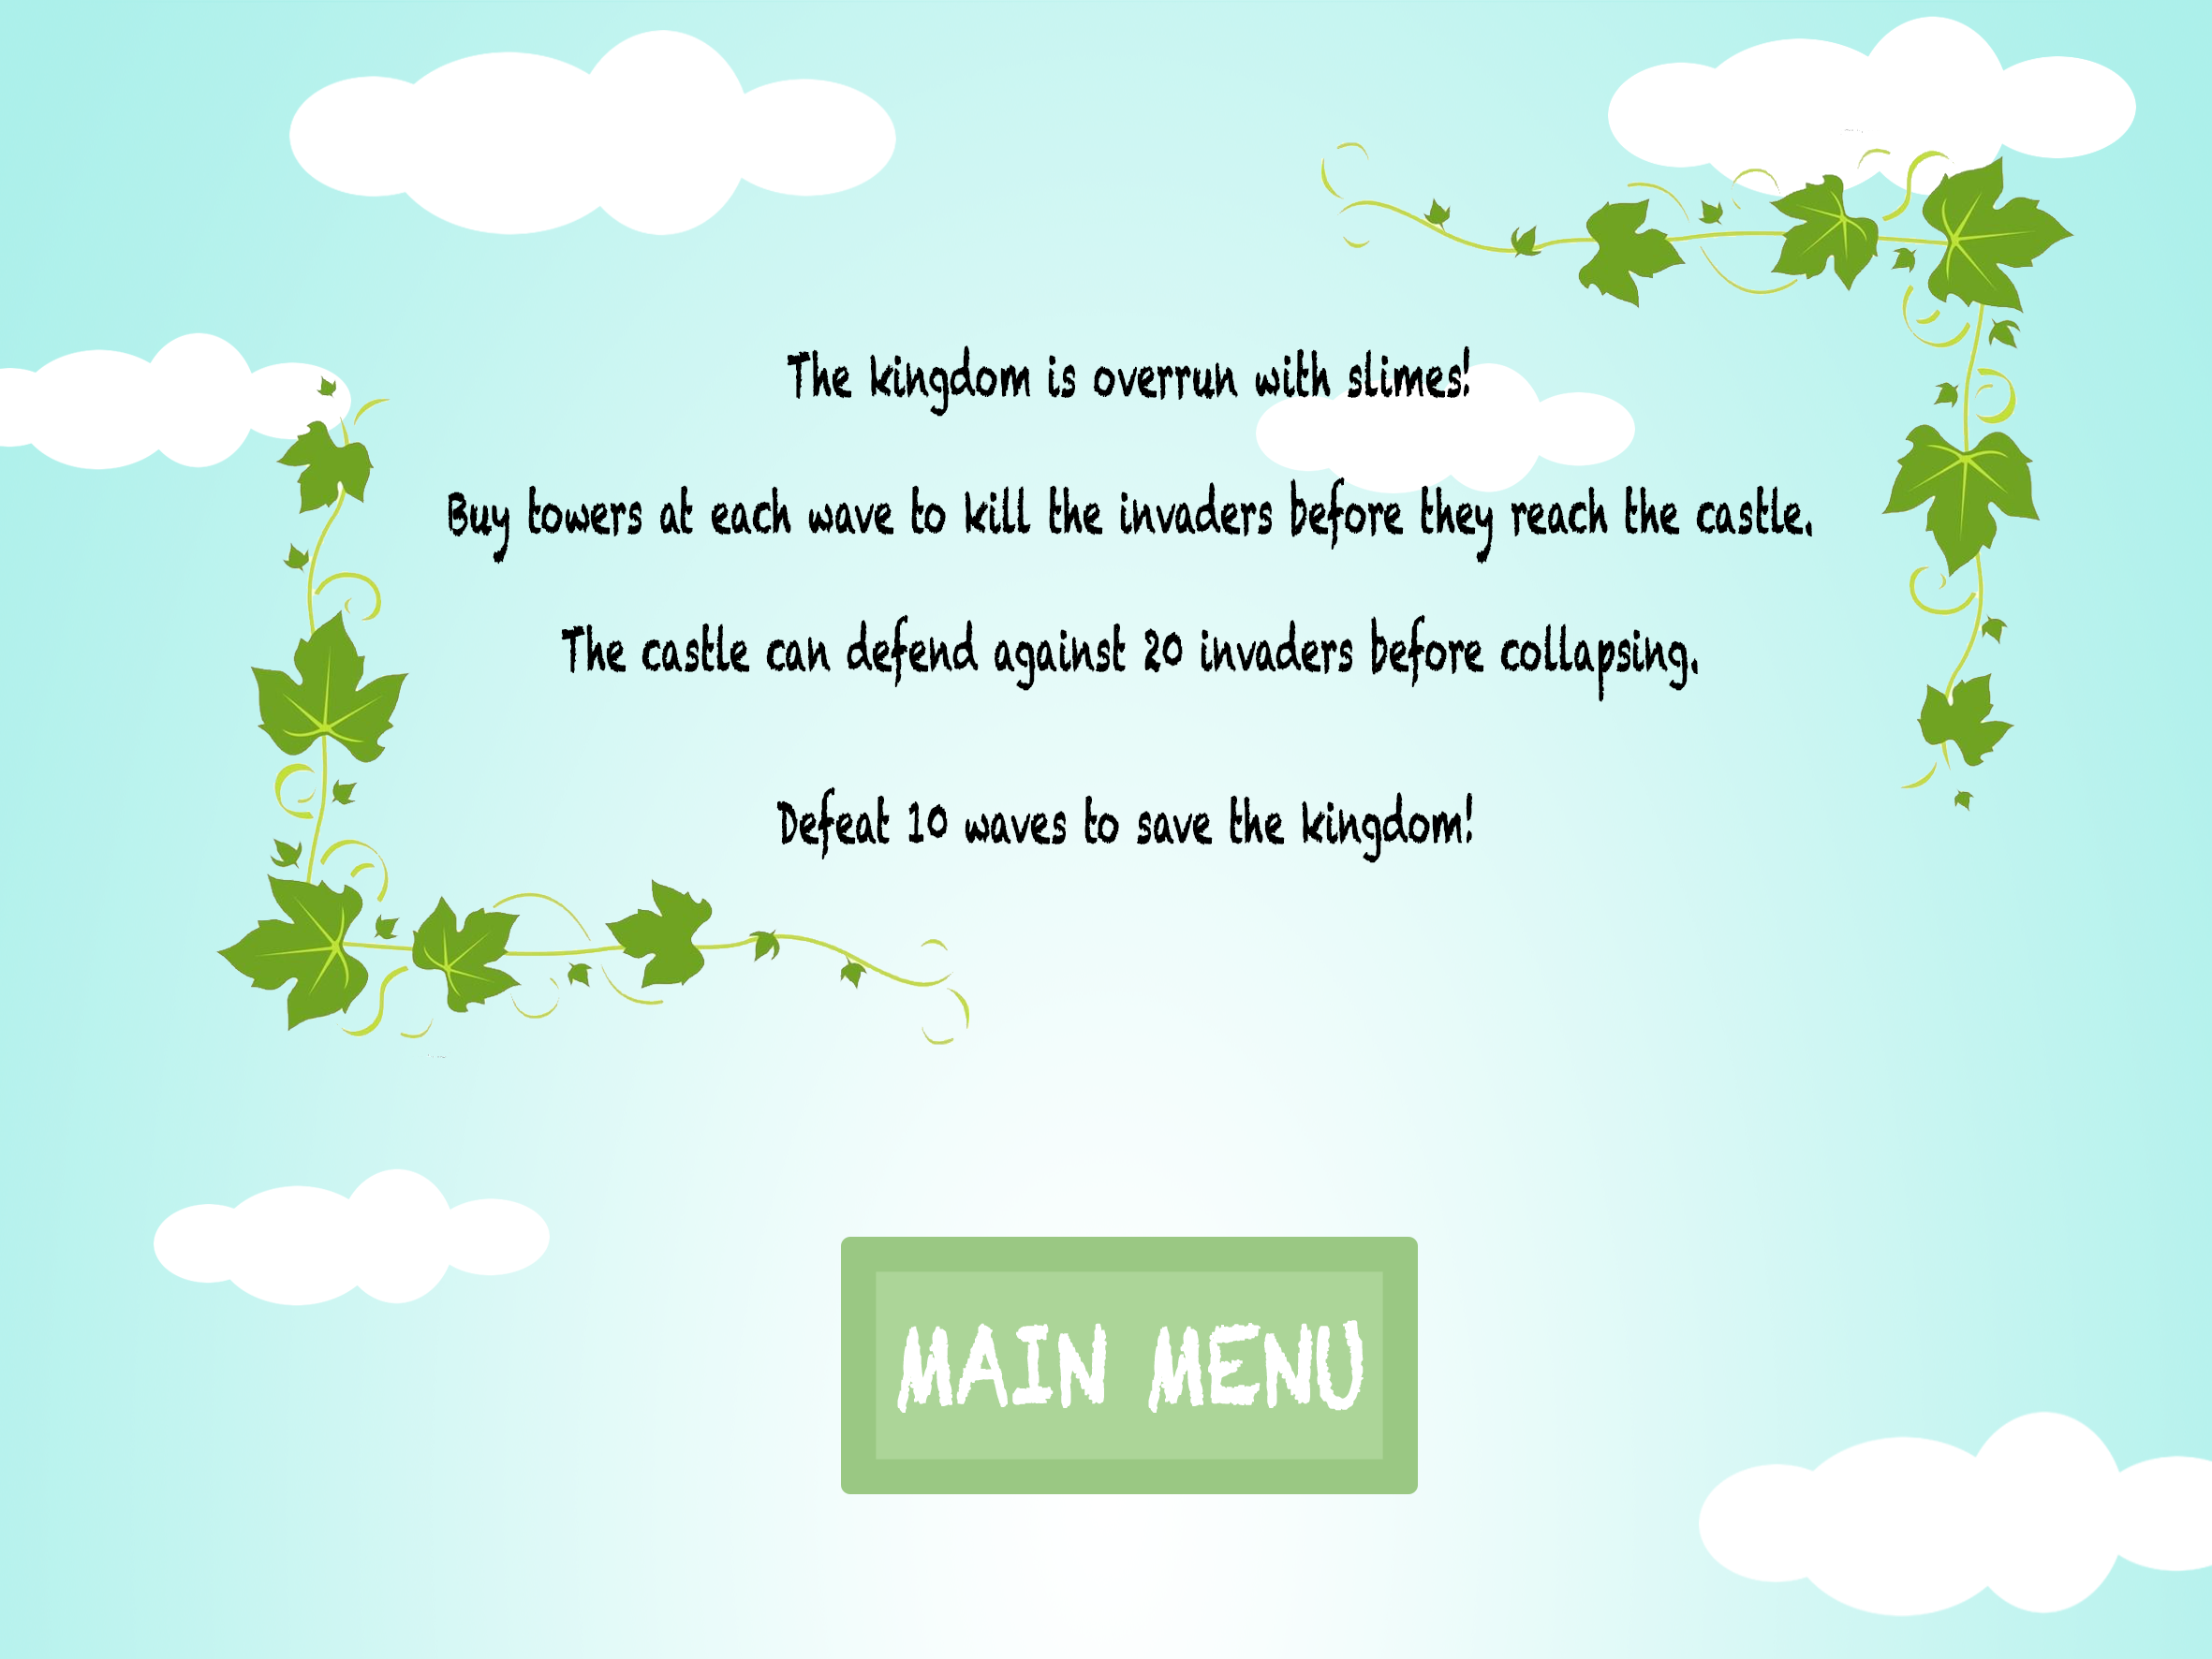 The kingdom is overrun with slimes!
Buy towers at each wave to kill the invaders before they reach the castle.
The castle can defend against 20 invaders before collapsing.
Defeat 10 waves to save the kingdom!
MAIN MENU